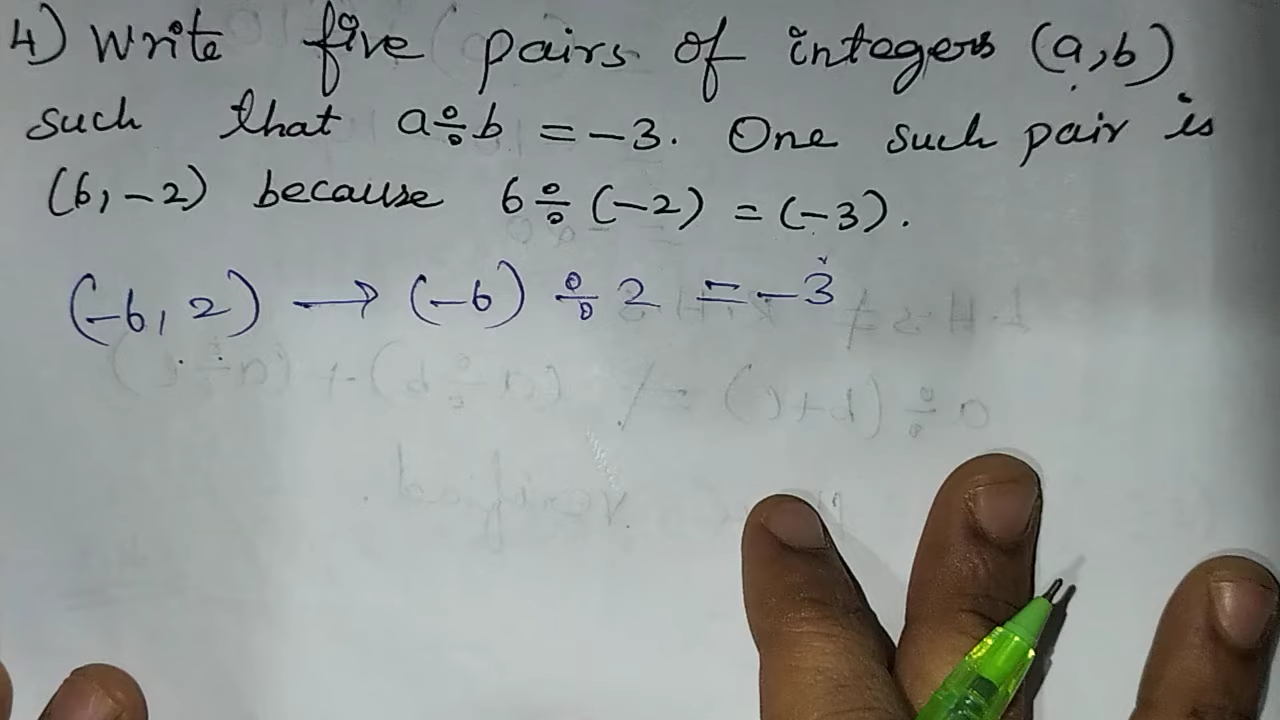 4) Write five pairs of integers (a,b)
such that a÷b = -3. One such pair is
(6, -2) because 6÷(-2) = (-3).
(-6, 2) → (-6) ÷ 2 = -3